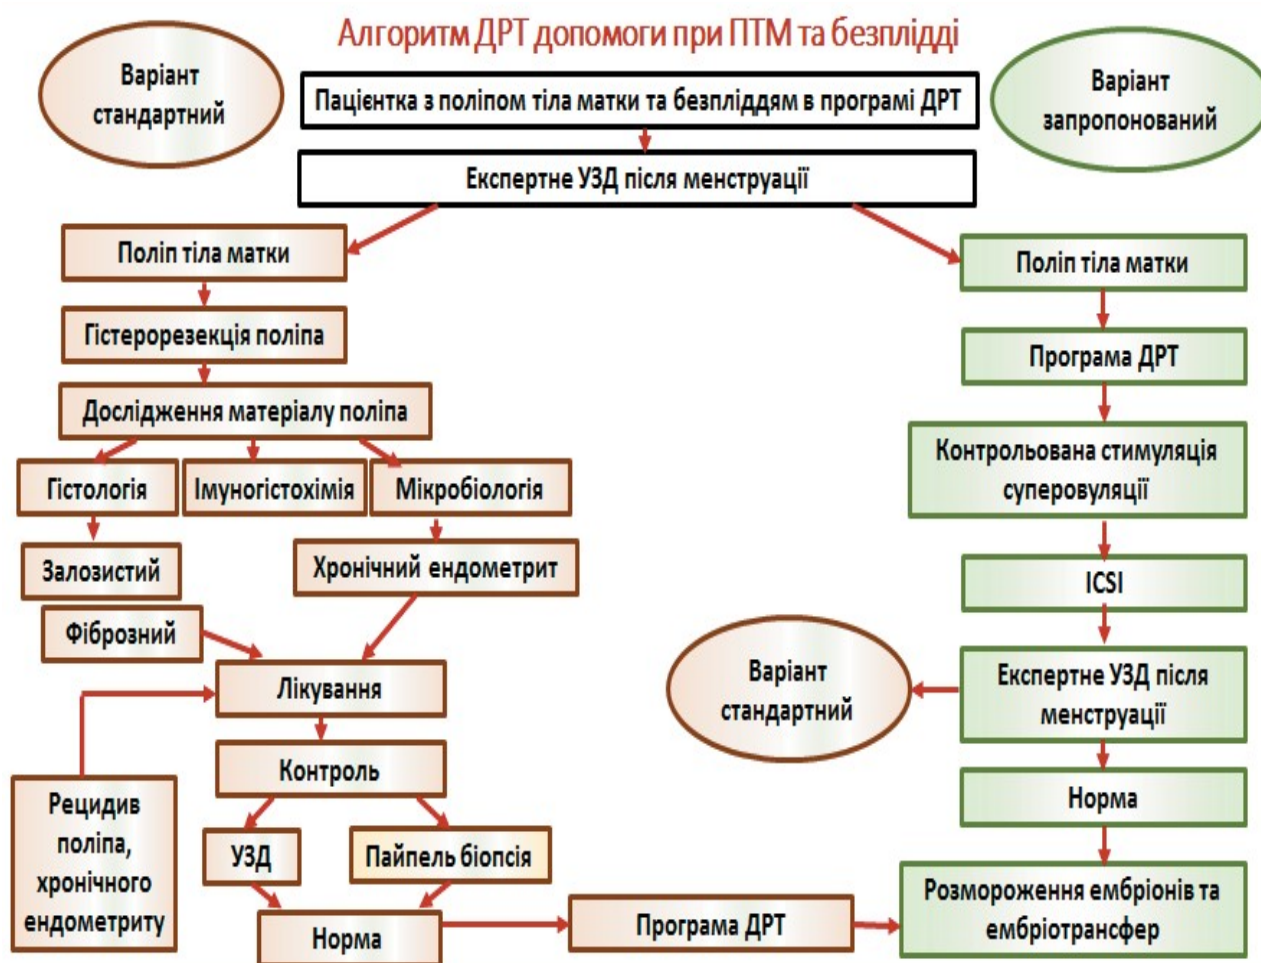 Алгоритм ДРТ допомоги при ПТМ та безплідді
Варіант
стандартний
Пацієнтка з поліпом тіла матки та безпліддям в програмі ДРТ
Варіант
запропонований
Експертне УЗД після менструації
Поліп тіла матки
Поліп тіла матки
Гістерорезекція поліпа
Програма ДРТ
Дослідження матеріалу поліпа
Контрольована стимуляція
суперовуляції
Гістологія
Імуногістохімія
Мікробіологія
Залозистий
Хронічний ендометрит
ICSI
Фіброзний
Лікування
Варіант
стандартний
Експертне УЗД після
менструації
Контроль
Рецидив
поліпа,
хронічного
ендометриту
Норма
УЗД
Пайпель біопсія
Норма
Програма ДРТ
Розмороження ембріонів та
ембріотрансфер